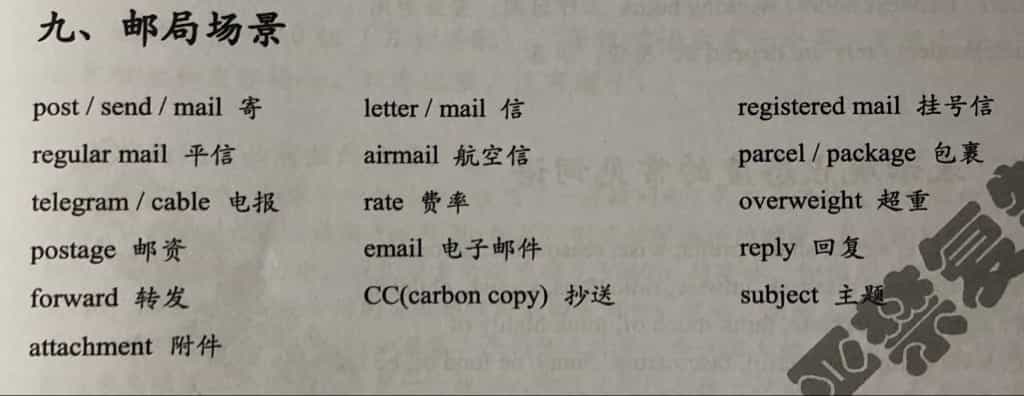 九、邮局场景
post / send / mail 寄 letter / mail 信 registered mail 挂号信
regular mail 平信 airmail 航空信 parcel / package 包裹
telegram / cable 电报 rate 费率 overweight 超重
postage 邮资 email 电子邮件 reply 回复
forward 转发 CC(carbon copy) 抄送 subject 主题
attachment 附件